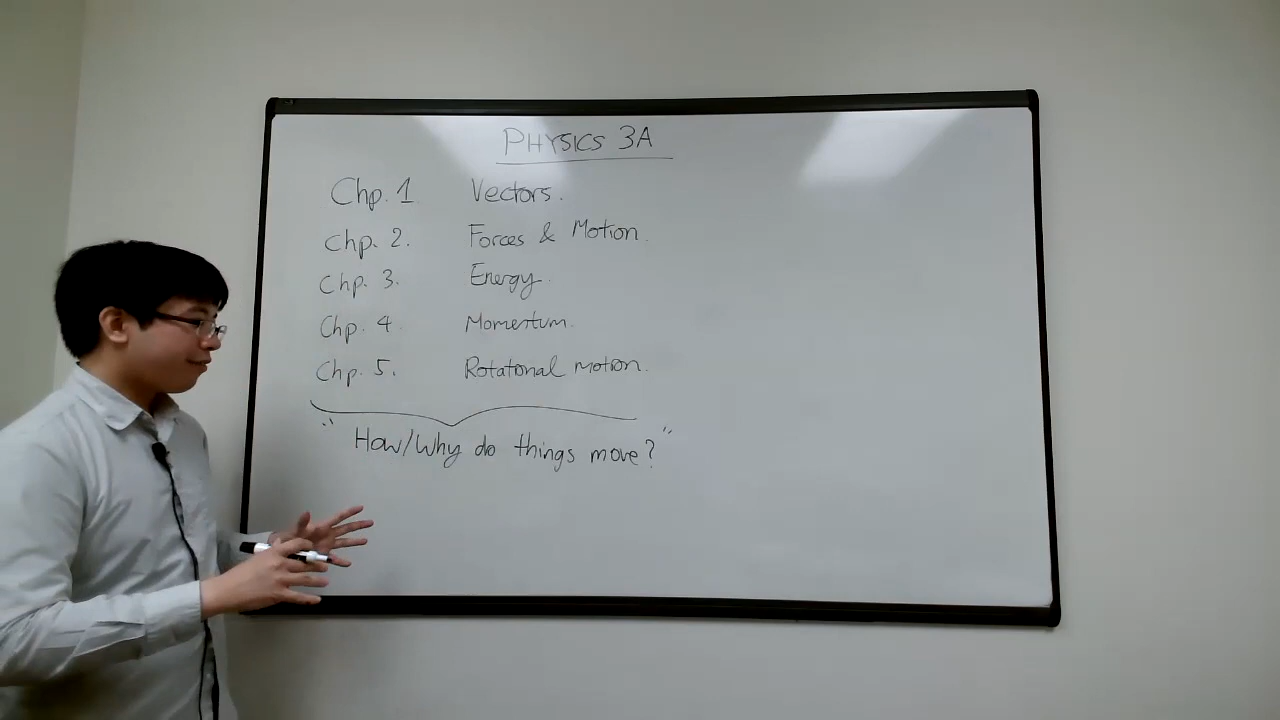 PHYSICS 3A
Chp. 1 Vectors.
Chp. 2. Forces & Motion.
Chp. 3. Energy.
Chp. 4. Momentum.
Chp. 5. Rotatonal motion.
"How/Why do things move?"